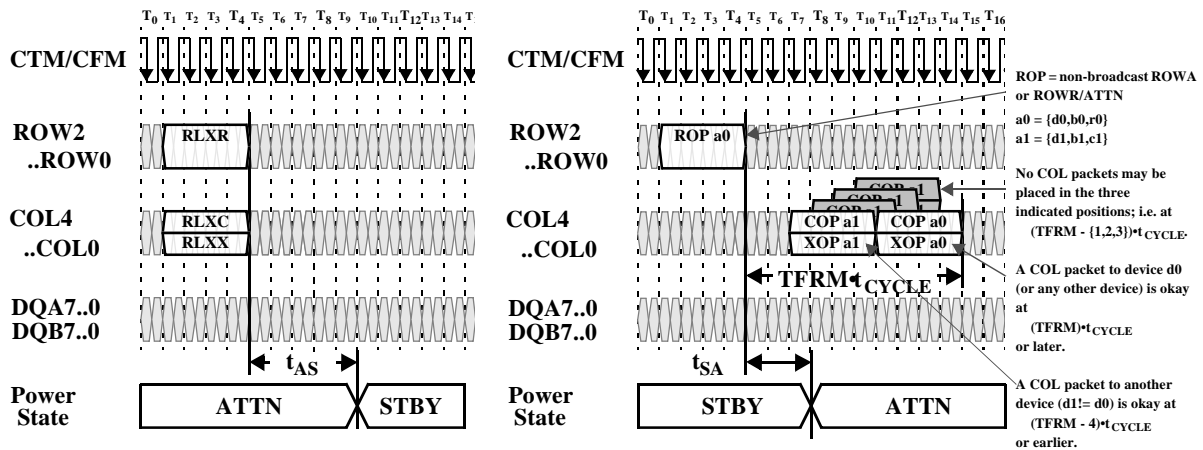 T0 T1 T2 T3 T4 T5 T6 T7 T8 T9 T10 T11 T12 T13 T14
CTM/CFM
ROW2
..ROW0
RLXR
COL4
..COL0
RLXC
RLXX
DQA7..0
DQB7..0
tAS
Power
State
ATTN
STBY
T0 T1 T2 T3 T4 T5 T6 T7 T8 T9 T10 T11 T12 T13 T14 T15 T16
CTM/CFM
ROW2
..ROW0
ROP a0
COL4
..COL0
COP a1
COP a1
COP a1
COP a1
COP a0
XOP a1
XOP a0
TFRM•tCYCLE
DQA7..0
DQB7..0
tSA
Power
State
STBY
ATTN
ROP = non-broadcast ROWA
or ROWR/ATTN
a0 = {d0,b0,r0}
a1 = {d1,b1,c1}
No COL packets may be
placed in the three
indicated positions; i.e. at
(TFRM - {1,2,3})•tCYCLE.
A COL packet to device d0
(or any other device) is okay
at
(TFRM)•tCYCLE
or later.
A COL packet to another
device (d1!= d0) is okay at
(TFRM - 4)•tCYCLE
or earlier.